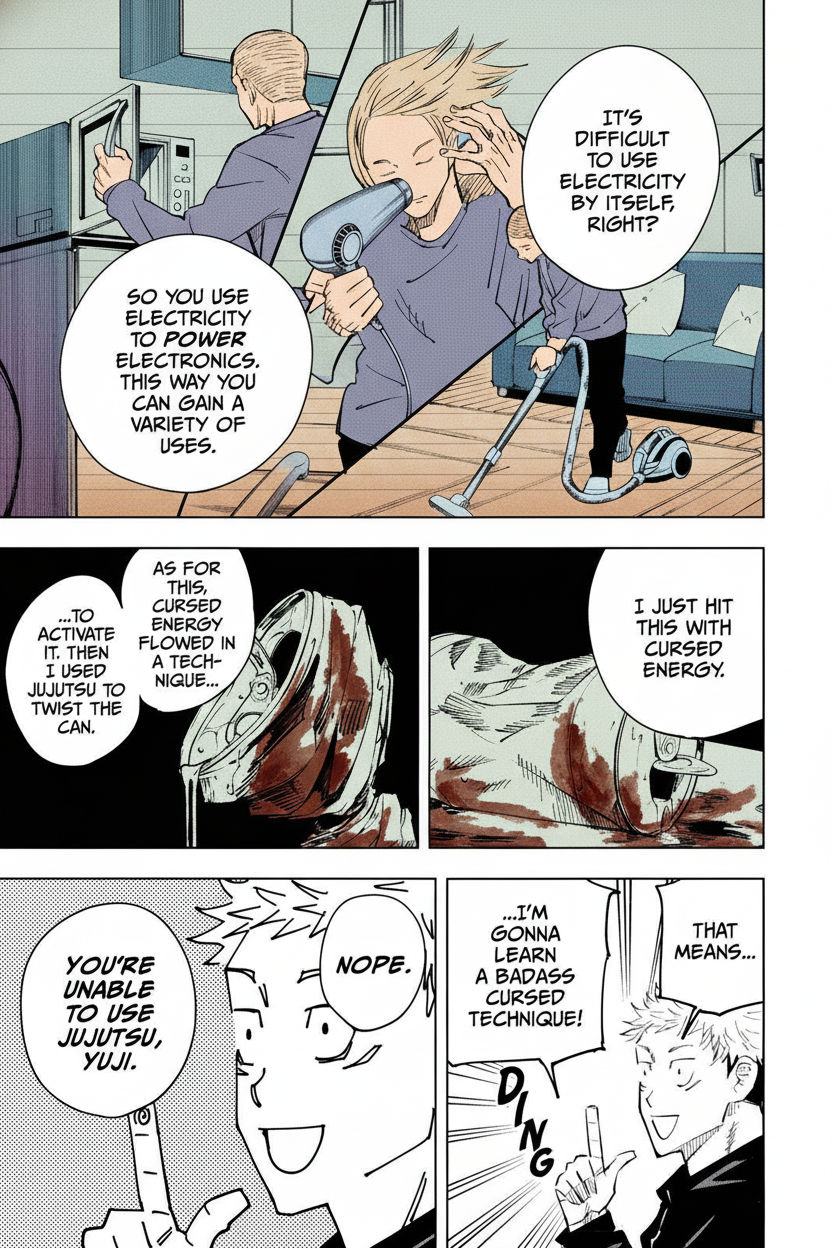 IT'S
DIFFICULT
TO USE
ELECTRICITY
BY ITSELF,
RIGHT?
SO YOU USE
ELECTRICITY
TO POWER
ELECTRONICS.
THIS WAY YOU
CAN GAIN A
VARIETY OF
USES.
I JUST HIT
THIS WITH
CURSED
ENERGY.
AS FOR
THIS,
CURSED
ENERGY
FLOWED IN
A TECH-
NIQUE...
...TO
ACTIVATE
IT. THEN
I USED
JUJUTSU TO
TWIST THE
CAN.
THAT
MEANS...
...I'M
GONNA
LEARN
A BADASS
CURSED
TECHNIQUE!
DING
NOPE.
YOU'RE
UNABLE
TO USE
JUJUTSU,
YUJI.